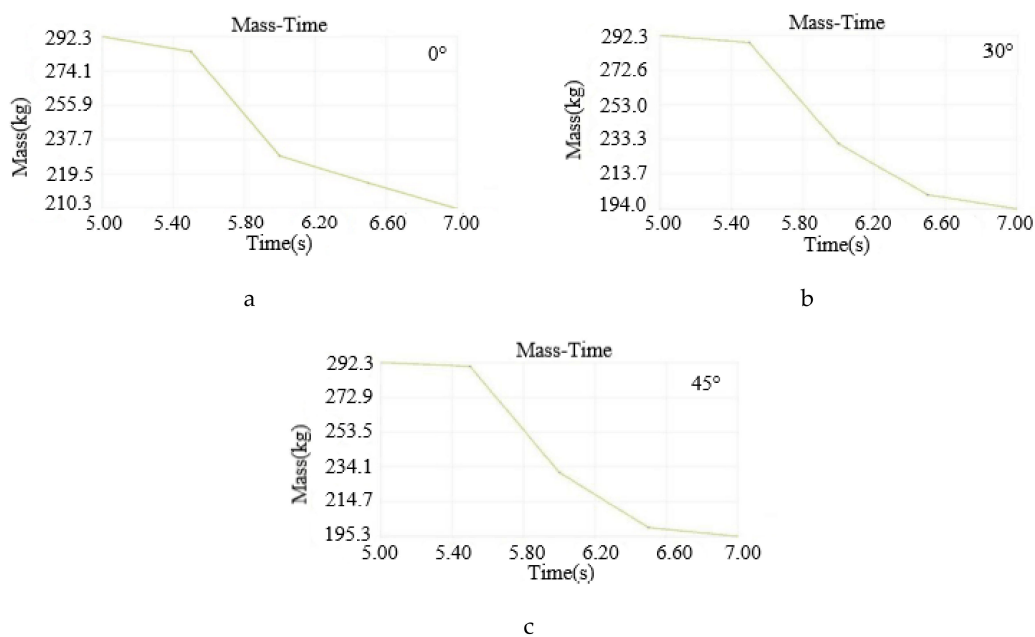 Mass-Time
0°
Mass(kg)
292.3
274.1
255.9
237.7
219.5
210.3
5.00 5.40 5.80 6.20 6.60 7.00
Time(s)
a
Mass-Time
30°
Mass(kg)
292.3
272.6
253.0
233.3
213.7
194.0
5.00 5.40 5.80 6.20 6.60 7.00
Time(s)
b
Mass-Time
45°
Mass(kg)
292.3
272.9
253.5
234.1
214.7
195.3
5.00 5.40 5.80 6.20 6.60 7.00
Time(s)
c